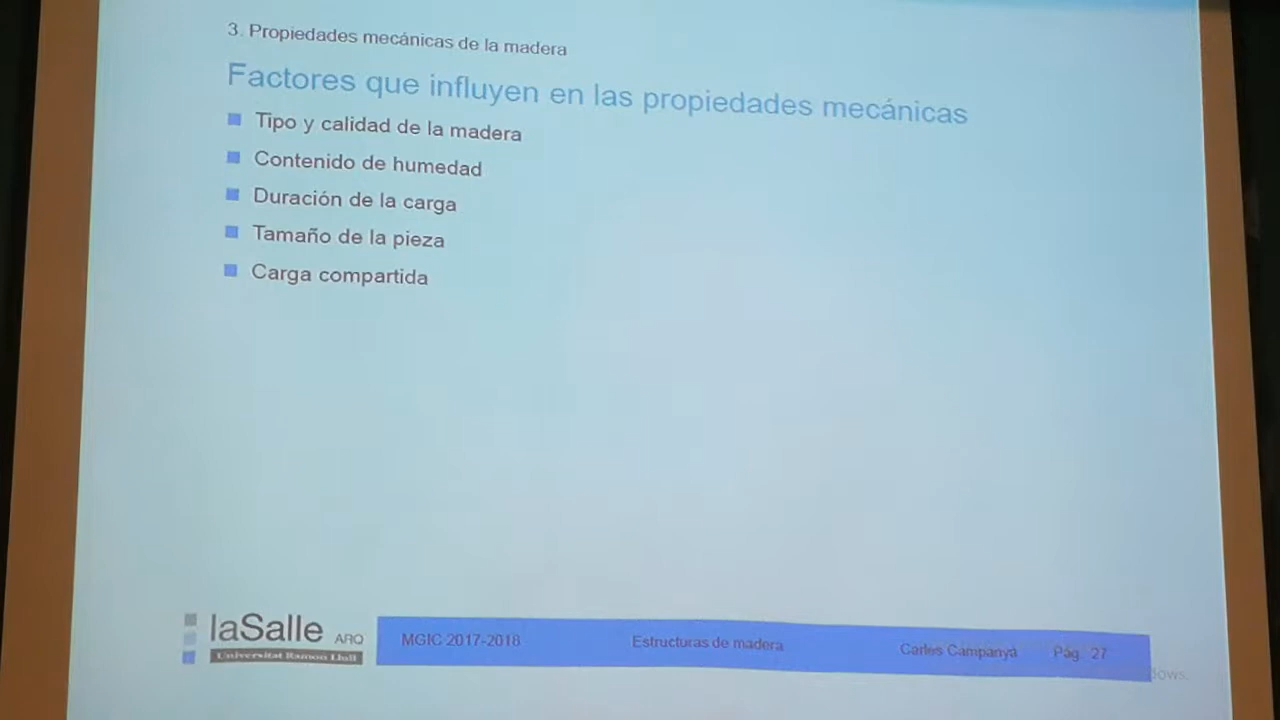 3. Propiedades mecánicas de la madera
Factores que influyen en las propiedades mecánicas
Tipo y calidad de la madera
Contenido de humedad
Duración de la carga
Tamaño de la pieza
Carga compartida
laSalle ARQ
Universitat Ramon Llull
MGIC 2017-2018 Estructuras de madera Carles Campanyà Pág. 27